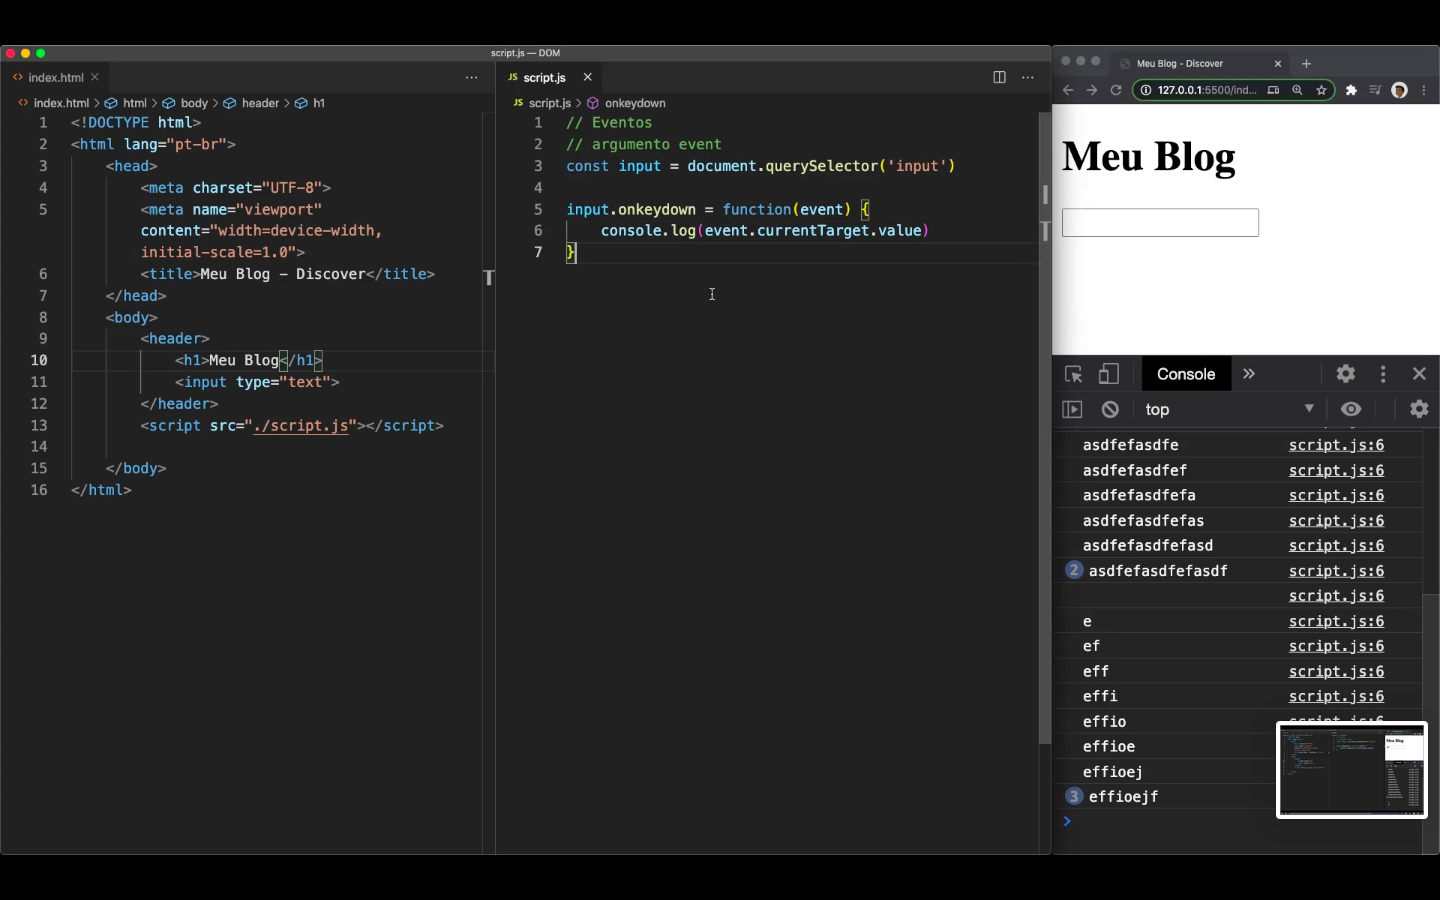 script.js — DOM
index.html
index.html > html > body > header > h1
1 <!DOCTYPE html>
2 <html lang="pt-br">
3 <head>
4 <meta charset="UTF-8">
5 <meta name="viewport"
content="width=device-width,
initial-scale=1.0">
6 <title>Meu Blog – Discover</title>
7 </head>
8 <body>
9 <header>
10 <h1>Meu Blog</h1>
11 <input type="text">
12 </header>
13 <script src="./script.js"></script>
14
15 </body>
16 </html>
JS script.js
JS script.js > onkeydown
1 // Eventos
2 // argumento event
3 const input = document.querySelector('input')
4
5 input.onkeydown = function(event) {
6 console.log(event.currentTarget.value)
7 }
Meu Blog - Discover
127.0.0.1:5500/ind...
Meu Blog
Console
top
asdfefasdfe script.js:6
asdfefasdfef script.js:6
asdfefasdfefa script.js:6
asdfefasdfefas script.js:6
asdfefasdfefasd script.js:6
2 asdfefasdfefasdf script.js:6
script.js:6
e script.js:6
ef script.js:6
eff script.js:6
effi script.js:6
effio script.js:6
effioe
effioej
3 effioejf